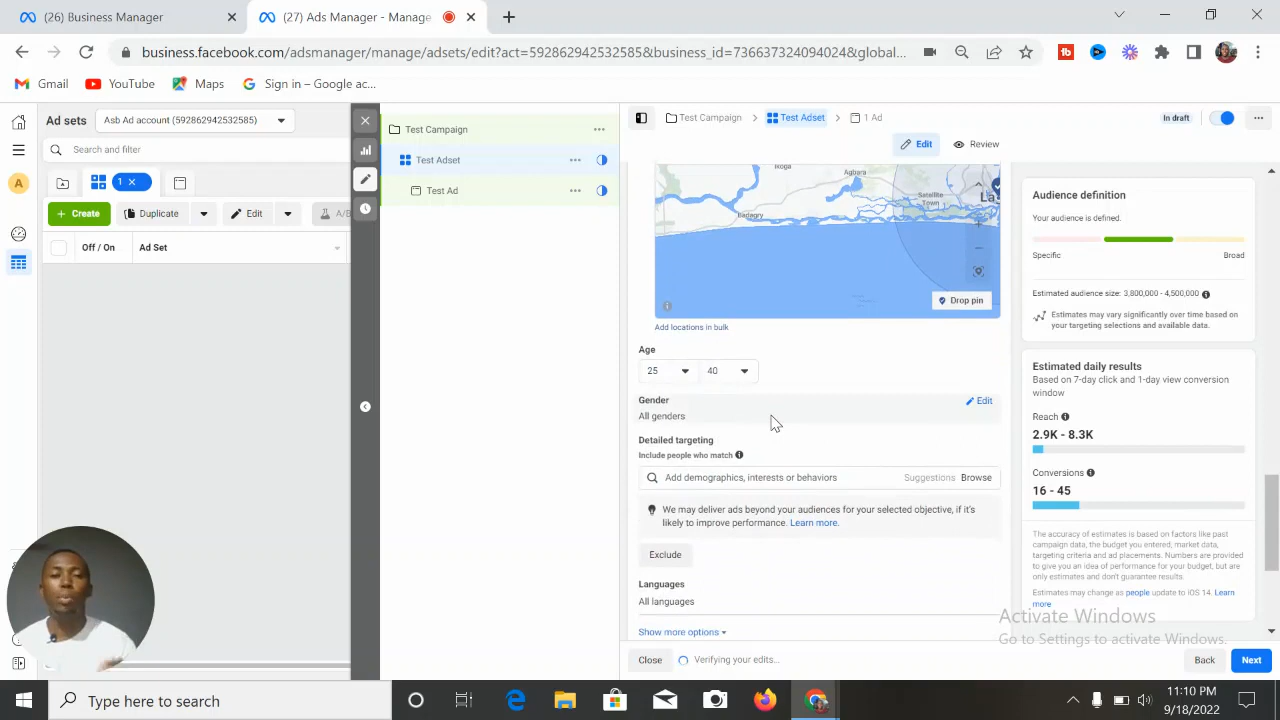 (26) Business Manager
(27) Ads Manager - Manage
business.facebook.com/adsmanager/manage/adsets/edit?act=592862942532585&business_id=736637324094024&global...
Gmail
YouTube
Maps
Sign in – Google ac...
Ad sets
Asb Ad account (592862942532585)
Search and filter
1
Create
Duplicate
Edit
A/B
Off / On
Ad Set
A
Test Campaign
Test Adset
Test Ad
Test Campaign
Test Adset
1 Ad
In draft
Edit
Review
Agbara
Badagry
Satellite
Town
Drop pin
Add locations in bulk
Age
25
40
Gender
All genders
Edit
Detailed targeting
Include people who match
Add demographics, interests or behaviors
Suggestions
Browse
We may deliver ads beyond your audiences for your selected objective, if it's
likely to improve performance. Learn more.
Exclude
Languages
All languages
Show more options
Close
Verifying your edits...
Back
Next
Audience definition
Your audience is defined.
Specific
Broad
Estimated audience size: 3,800,000 - 4,500,000
Estimates may vary significantly over time based on
your targeting selections and available data.
Estimated daily results
Based on 7-day click and 1-day view conversion
window
Reach
2.9K - 8.3K
Conversions
16 - 45
The accuracy of estimates is based on factors like past
campaign data, the budget you entered, market data,
targeting criteria and ad placements. Numbers are provided
to give you an idea of performance for your budget, but are
only estimates and don't guarantee results.
Estimates may change as people update to iOS 14. Learn
more
Activate Windows
Go to Settings to activate Windows.
Type here to search
11:10 PM
9/18/2022